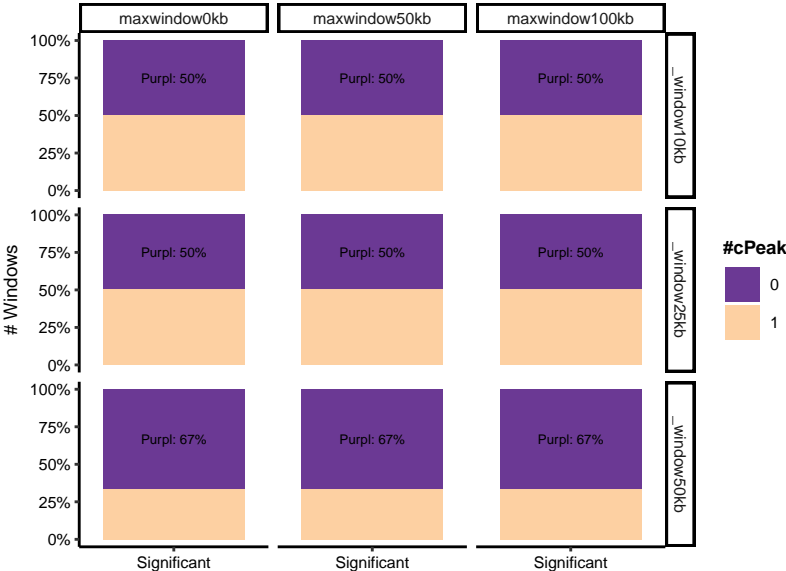 maxwindow0kb maxwindow50kb maxwindow100kb
# Windows
100%
75%
50%
25%
0%
Purpl: 50% Purpl: 50% Purpl: 50%
_window10kb
100%
75%
50%
25%
0%
Purpl: 50% Purpl: 50% Purpl: 50%
_window25kb
100%
75%
50%
25%
0%
Purpl: 67% Purpl: 67% Purpl: 67%
_window50kb
Significant Significant Significant
#cPeak
0
1